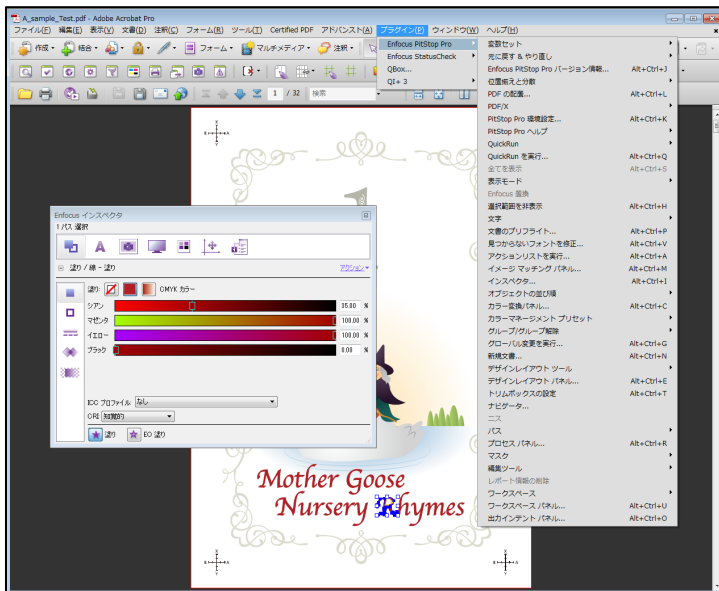 A_sample_Test.pdf - Adobe Acrobat Pro
ファイル(F) 編集(E) 表示(V) 文書(D) 注釈(C) フォーム(R) ツール(T) Certified PDF アドバンスト(A) プラグイン(P) ウィンドウ(W) ヘルプ(H)
作成 結合 フォーム マルチメディア 注釈
1 / 32 検索
Enfocus PitStop Pro
Enfocus StatusCheck
QBox...
QI+ 3
変数セット
元に戻す & やり直し
Enfocus PitStop Pro バージョン情報... Alt+Ctrl+J
位置揃えと分散
PDF の配置... Alt+Ctrl+L
PDF/X
PitStop Pro 環境設定... Alt+Ctrl+K
PitStop Pro ヘルプ
QuickRun
QuickRun を実行... Alt+Ctrl+Q
全てを表示 Alt+Ctrl+S
表示モード
Enfocus 墨換
選択範囲を非表示 Alt+Ctrl+H
文字
文書のプリフライト... Alt+Ctrl+P
見つからないフォントを修正... Alt+Ctrl+V
アクションリストを実行... Alt+Ctrl+A
イメージ マッチング パネル... Alt+Ctrl+M
インスペクタ... Alt+Ctrl+I
オブジェクトの並び順
カラー変換パネル... Alt+Ctrl+C
カラーマネージメント プリセット
グループ/グループ解除
グローバル変更を実行... Alt+Ctrl+G
新規文書... Alt+Ctrl+N
デザインレイアウト ツール
デザインレイアウト パネル... Alt+Ctrl+E
トリムボックスの設定 Alt+Ctrl+T
ナビゲータ...
ニス
パス
プロセス パネル... Alt+Ctrl+R
マスク
編集ツール
レポート情報の削除
ワークスペース
ワークスペース パネル... Alt+Ctrl+U
出力インテント パネル... Alt+Ctrl+O
Enfocus インスペクタ
1 パス 選択
塗り / 線 - 塗り アクション
塗り: CMYK カラー
シアン 35.00 %
マゼンタ 100.00 %
イエロー 100.00 %
ブラック 0.00 %
ICC プロファイル: なし
CRI: 知覚的
塗り EO 塗り
Mother Goose
Nursery Rhymes